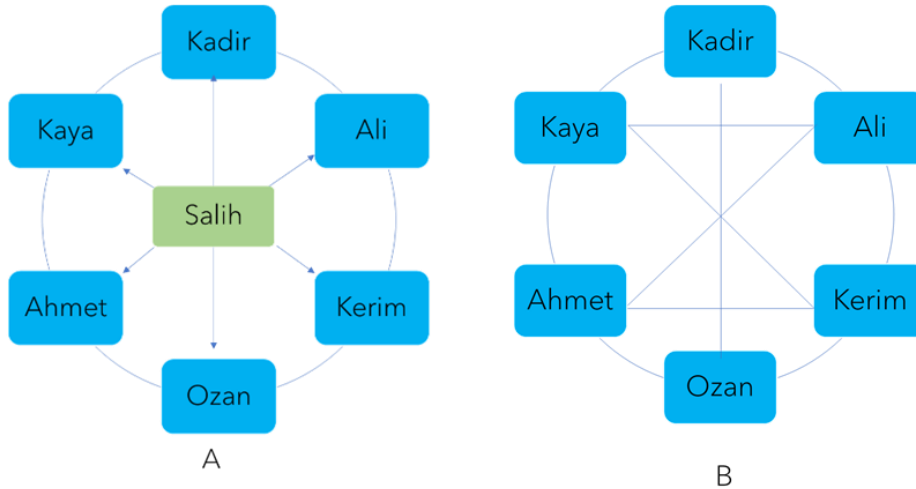 Kadir
Kaya
Ali
Salih
Ahmet
Kerim
Ozan
A
Kadir
Kaya
Ali
Ahmet
Kerim
Ozan
B